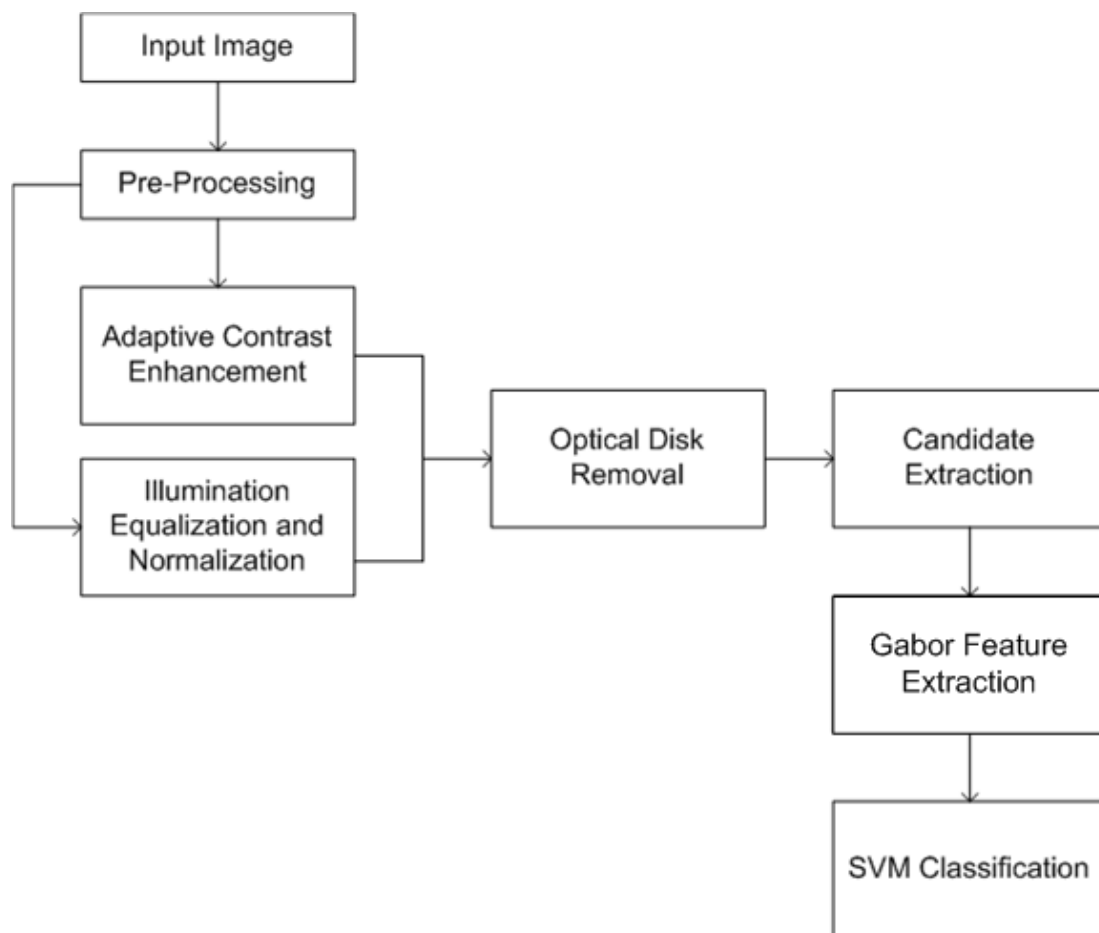 Input Image
Pre-Processing
Adaptive Contrast
Enhancement
Illumination
Equalization and
Normalization
Optical Disk
Removal
Candidate
Extraction
Gabor Feature
Extraction
SVM Classification